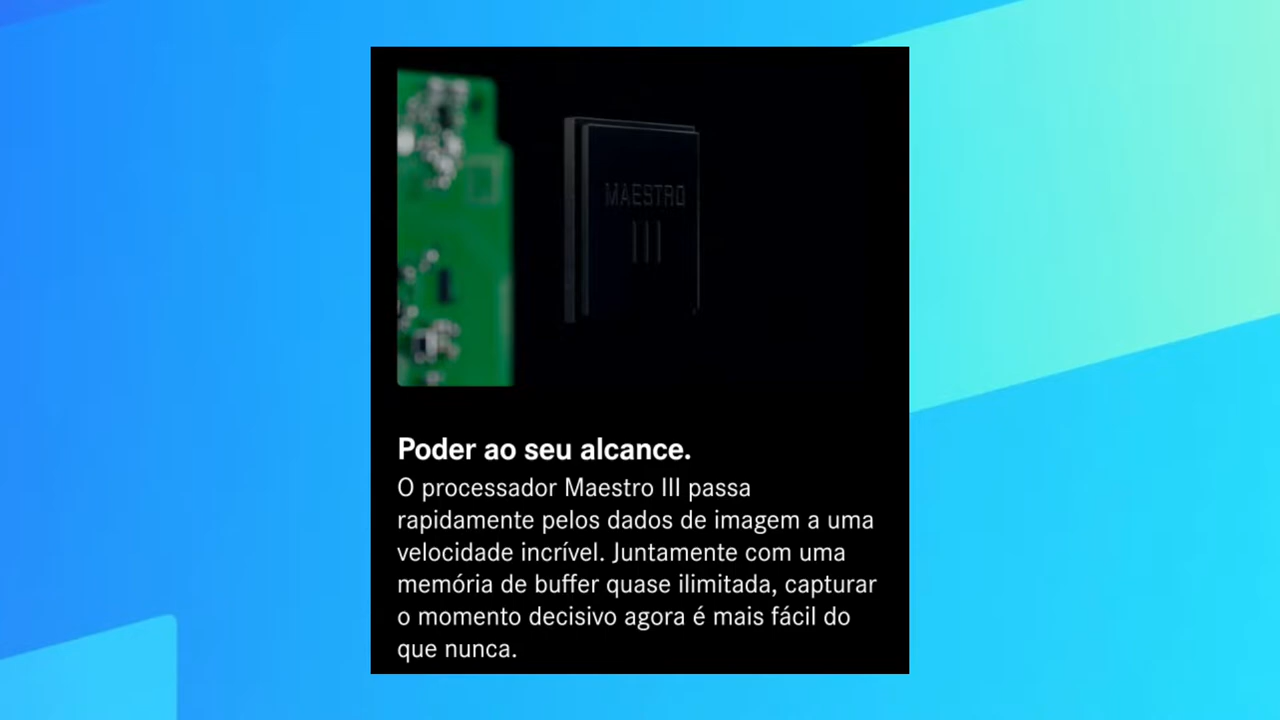 MAESTRO
III
Poder ao seu alcance.
O processador Maestro III passa
rapidamente pelos dados de imagem a uma
velocidade incrível. Juntamente com uma
memória de buffer quase ilimitada, capturar
o momento decisivo agora é mais fácil do
que nunca.